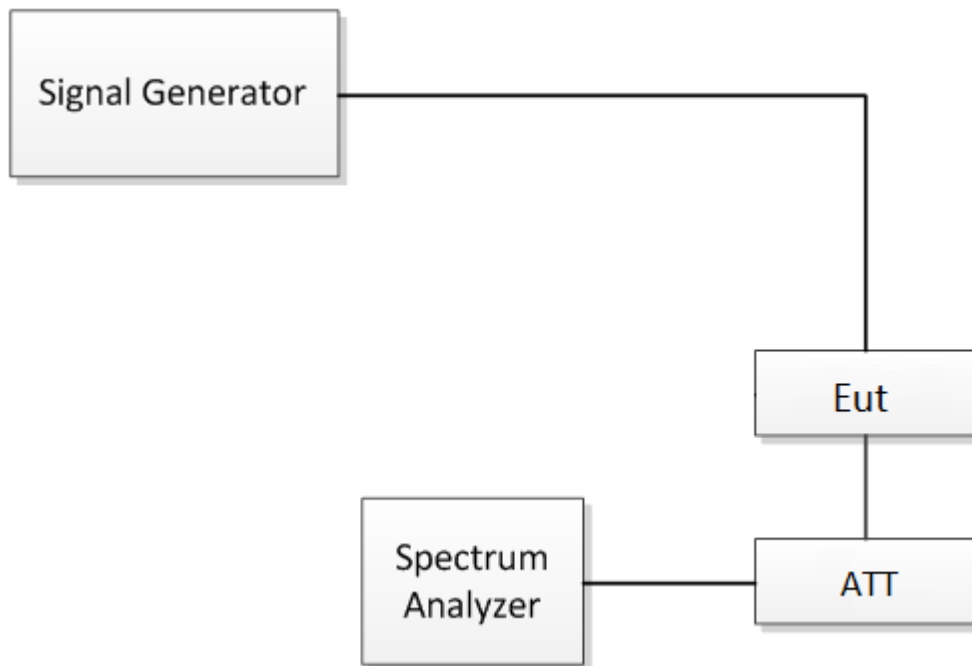 Signal Generator
Eut
Spectrum
Analyzer
ATT